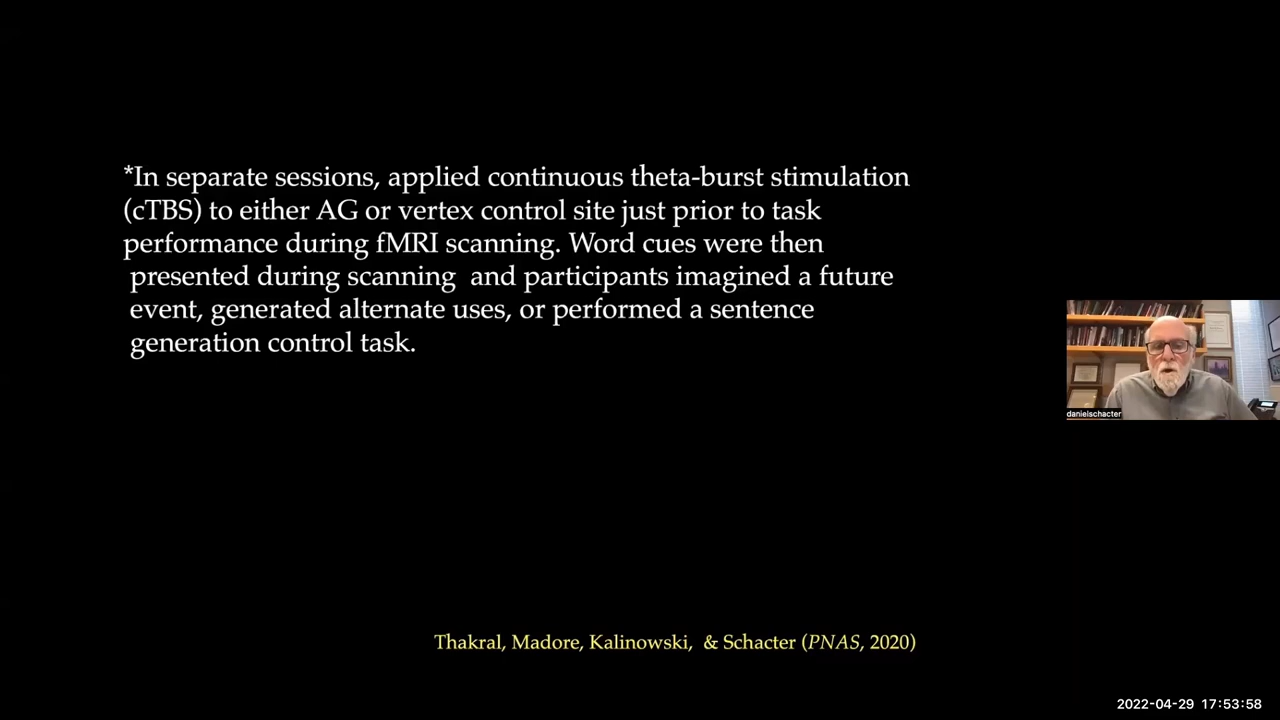 *In separate sessions, applied continuous theta-burst stimulation
(cTBS) to either AG or vertex control site just prior to task
performance during fMRI scanning. Word cues were then
presented during scanning and participants imagined a future
event, generated alternate uses, or performed a sentence
generation control task.
danielschacter
Thakral, Madore, Kalinowski, & Schacter (PNAS, 2020)
2022-04-29 17:53:58